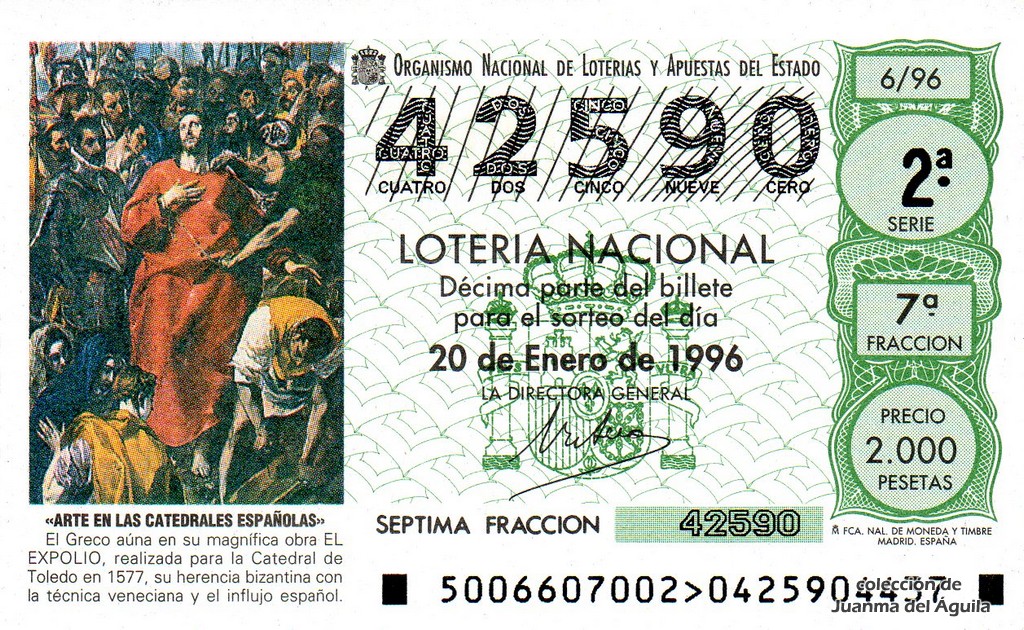 ORGANISMO NACIONAL DE LOTERIAS Y APUESTAS DEL ESTADO
42590
CUATRO DOS CINCO NUEVE CERO
LOTERIA NACIONAL
Décima parte del billete
para el sorteo del día
20 de Enero de 1996
LA DIRECTORA GENERAL
6/96
2ª
SERIE
7ª
FRACCION
PRECIO
2.000
PESETAS
«ARTE EN LAS CATEDRALES ESPAÑOLAS»
El Greco aúna en su magnífica obra EL
EXPOLIO, realizada para la Catedral de
Toledo en 1577, su herencia bizantina con
la técnica veneciana y el influjo español.
SEPTIMA FRACCION 42590
FCA. NAL. DE MONEDA Y TIMBRE
MADRID. ESPAÑA
5006607002>0425904437
colección de
Juanma del Águila